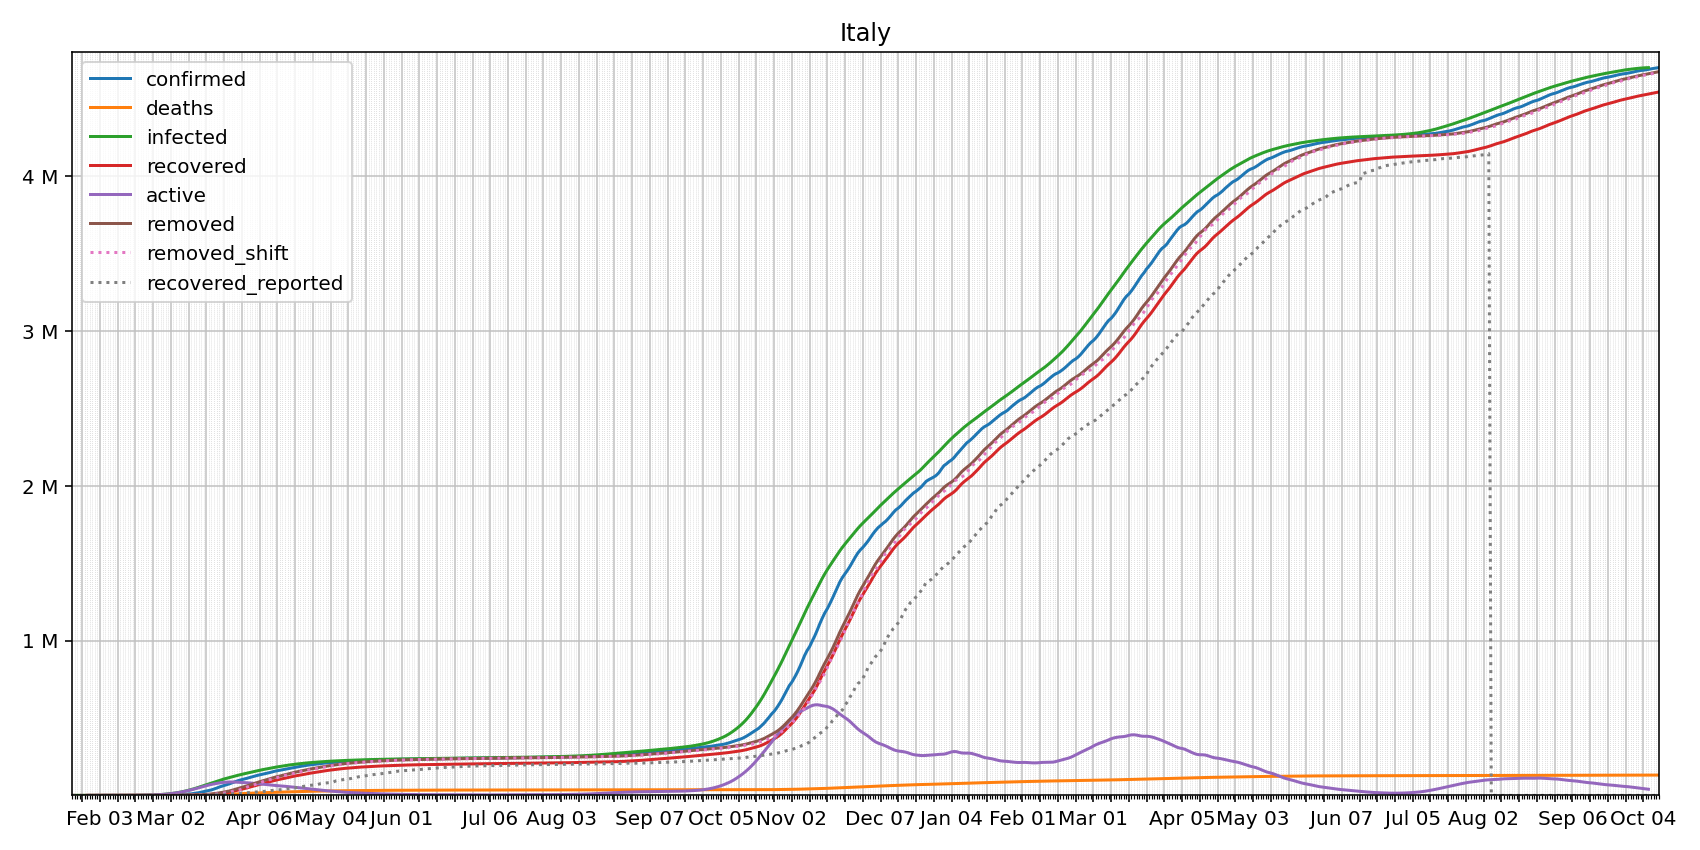 Italy
confirmed
deaths
infected
recovered
active
removed
removed_shift
recovered_reported
4 M
3 M
2 M
1 M
Feb 03 Mar 02 Apr 06 May 04 Jun 01 Jul 06 Aug 03 Sep 07 Oct 05 Nov 02 Dec 07 Jan 04 Feb 01 Mar 01 Apr 05 May 03 Jun 07 Jul 05 Aug 02 Sep 06 Oct 04